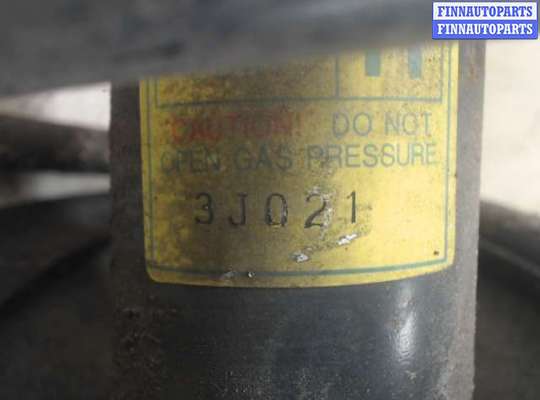 FINNAUTOPARTS
FINNAUTOPARTS
"CAUTION!" DO NOT
OPEN GAS PRESSURE
3J021